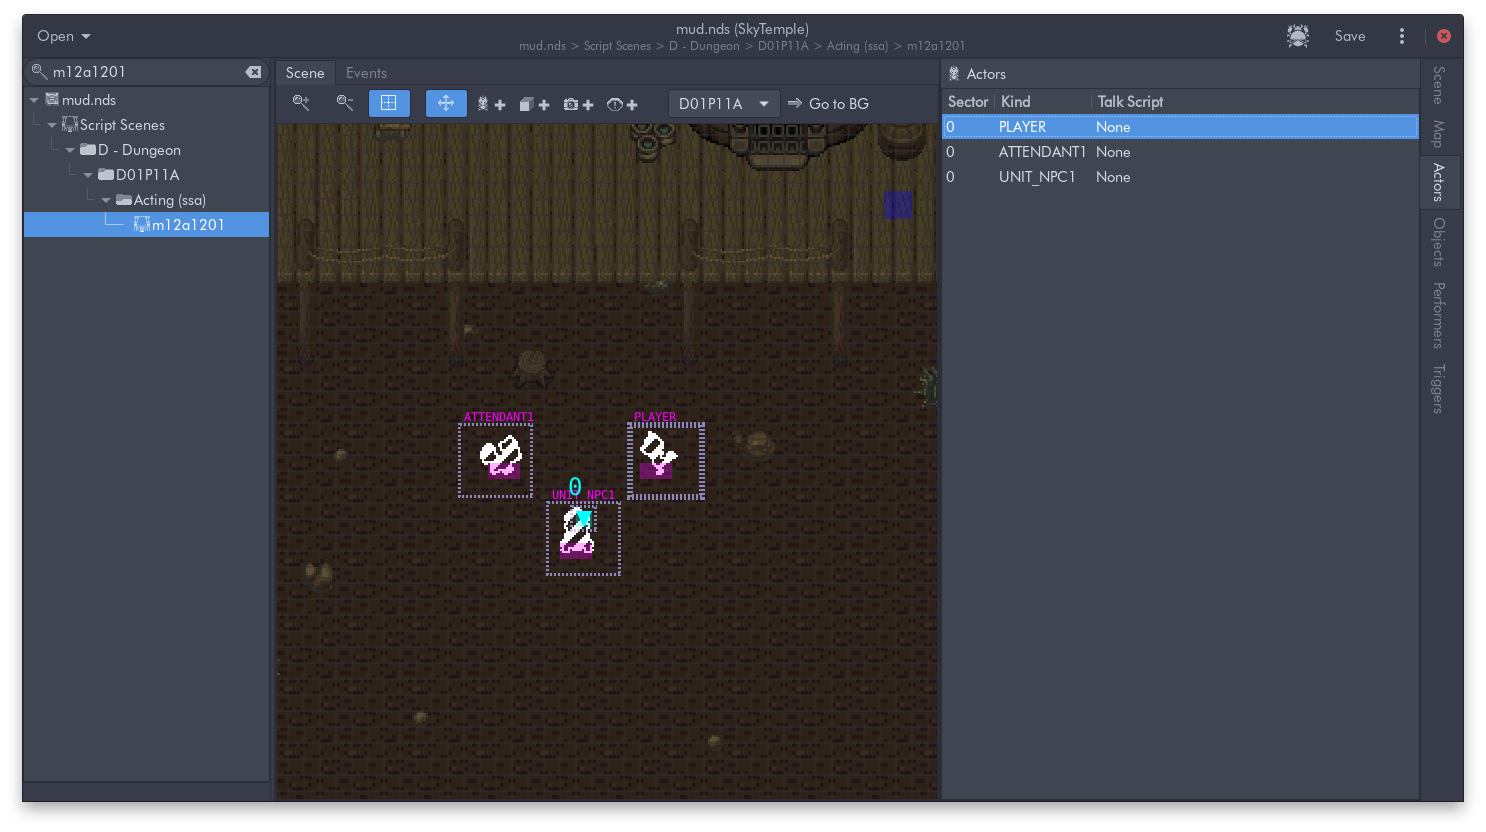 mud.nds (SkyTemple)
Open
mud.nds > Script Scenes > D - Dungeon > D01P11A > Acting (ssa) > m12a1201
Save
m12a1201
mud.nds
Script Scenes
D - Dungeon
D01P11A
Acting (ssa)
m12a1201
Scene Events
D01P11A
Go to BG
ATTENDANT1
PLAYER
0
UNIT_NPC1
Actors
Sector Kind Talk Script
0 PLAYER None
0 ATTENDANT1 None
0 UNIT_NPC1 None
Scene
Map
Actors
Objects
Performers
Triggers